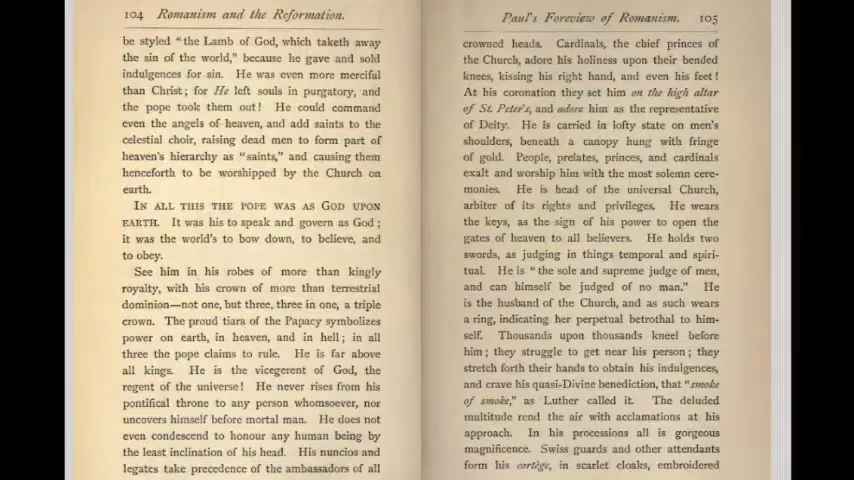 104 Romanism and the Reformation.
be styled "the Lamb of God, which taketh away
the sin of the world," because he gave and sold
indulgences for sin. He was even more merciful
than Christ; for He left souls in purgatory, and
the pope took them out! He could command
even the angels of heaven, and add saints to the
celestial choir, raising dead men to form part of
heaven's hierarchy as "saints," and causing them
henceforth to be worshipped by the Church on
earth.
IN ALL THIS THE POPE WAS AS GOD UPON
EARTH. It was his to speak and govern as God;
it was the world's to bow down, to believe, and
to obey.
See him in his robes of more than kingly
royalty, with his crown of more than terrestrial
dominion—not one, but three, three in one, a triple
crown. The proud tiara of the Papacy symbolizes
power on earth, in heaven, and in hell; in all
three the pope claims to rule. He is far above
all kings. He is the vicegerent of God, the
regent of the universe! He never rises from his
pontifical throne to any person whomsoever, nor
uncovers himself before mortal man. He does not
even condescend to honour any human being by
the least inclination of his head. His nuncios and
legates take precedence of the ambassadors of all
Paul's Foreview of Romanism. 105
crowned heads. Cardinals, the chief princes of
the Church, adore his holiness upon their bended
knees, kissing his right hand, and even his feet!
At his coronation they set him on the high altar
of St. Peter's, and adore him as the representative
of Deity. He is carried in lofty state on men's
shoulders, beneath a canopy hung with fringe
of gold. People, prelates, princes, and cardinals
exalt and worship him with the most solemn cere-
monies. He is head of the universal Church,
arbiter of its rights and privileges. He wears
the keys, as the sign of his power to open the
gates of heaven to all believers. He holds two
swords, as judging in things temporal and spiri-
tual. He is "the sole and supreme judge of men,
and can himself be judged of no man." He
is the husband of the Church, and as such wears
a ring, indicating her perpetual betrothal to him-
self. Thousands upon thousands kneel before
him; they struggle to get near his person; they
stretch forth their hands to obtain his indulgences,
and crave his quasi-Divine benediction, that "smoke
of smoke," as Luther called it. The deluded
multitude rend the air with acclamations at his
approach. In his processions all is gorgeous
magnificence. Swiss guards and other attendants
form his cortège, in scarlet cloaks, embroidered